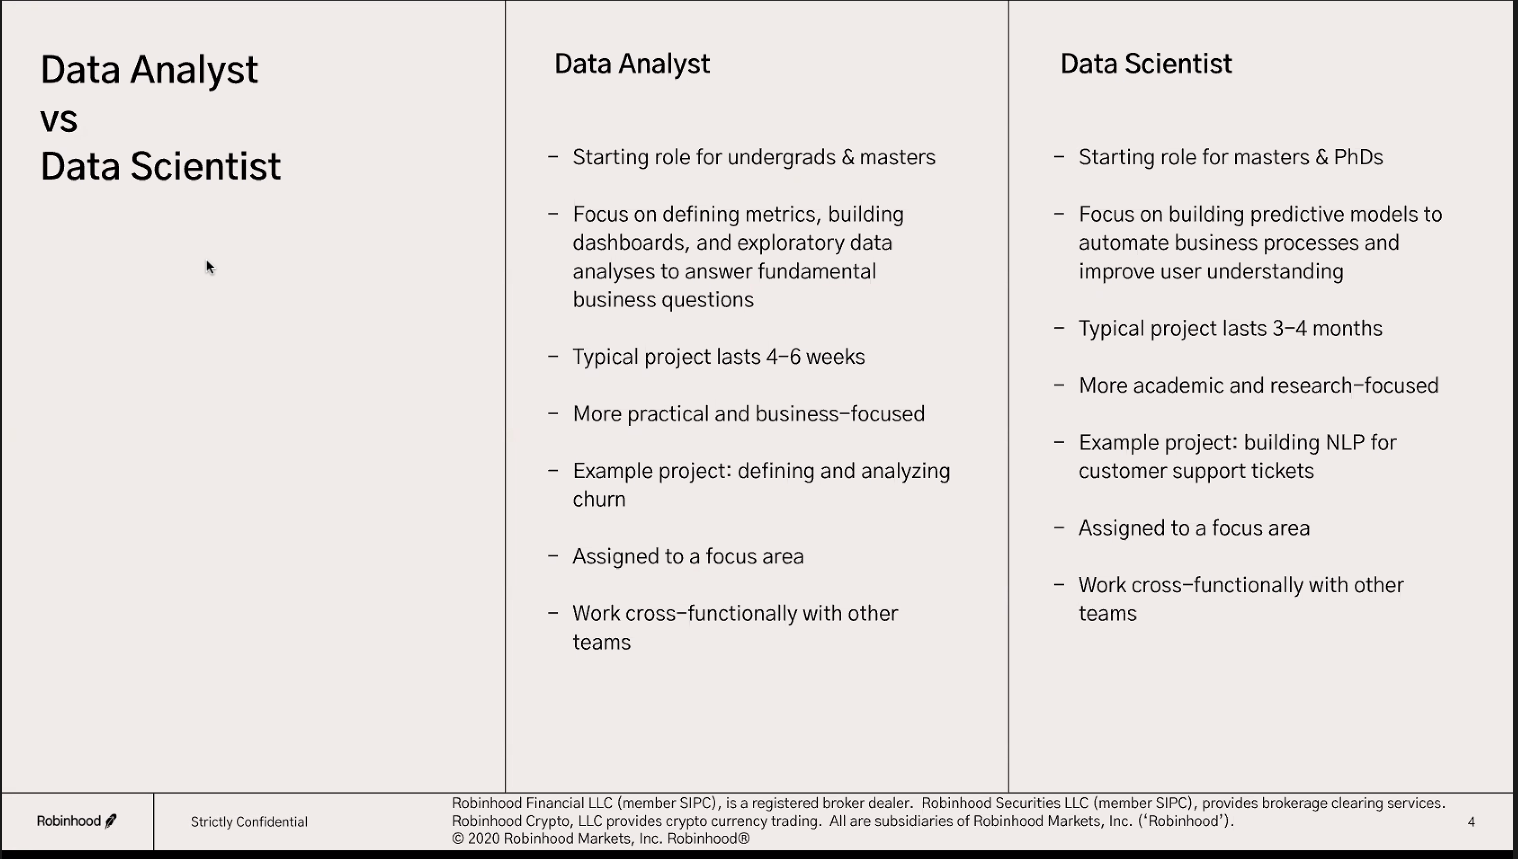 Data Analyst
vs
Data Scientist
Data Analyst
– Starting role for undergrads & masters
– Focus on defining metrics, building
dashboards, and exploratory data
analyses to answer fundamental
business questions
– Typical project lasts 4–6 weeks
– More practical and business–focused
– Example project: defining and analyzing
churn
– Assigned to a focus area
– Work cross–functionally with other
teams
Data Scientist
– Starting role for masters & PhDs
– Focus on building predictive models to
automate business processes and
improve user understanding
– Typical project lasts 3–4 months
– More academic and research–focused
– Example project: building NLP for
customer support tickets
– Assigned to a focus area
– Work cross–functionally with other
teams
Robinhood
Strictly Confidential
Robinhood Financial LLC (member SIPC), is a registered broker dealer.  Robinhood Securities LLC (member SIPC), provides brokerage clearing services.
Robinhood Crypto, LLC provides crypto currency trading.  All are subsidiaries of Robinhood Markets, Inc. (‘Robinhood’).
© 2020 Robinhood Markets, Inc. Robinhood®
4